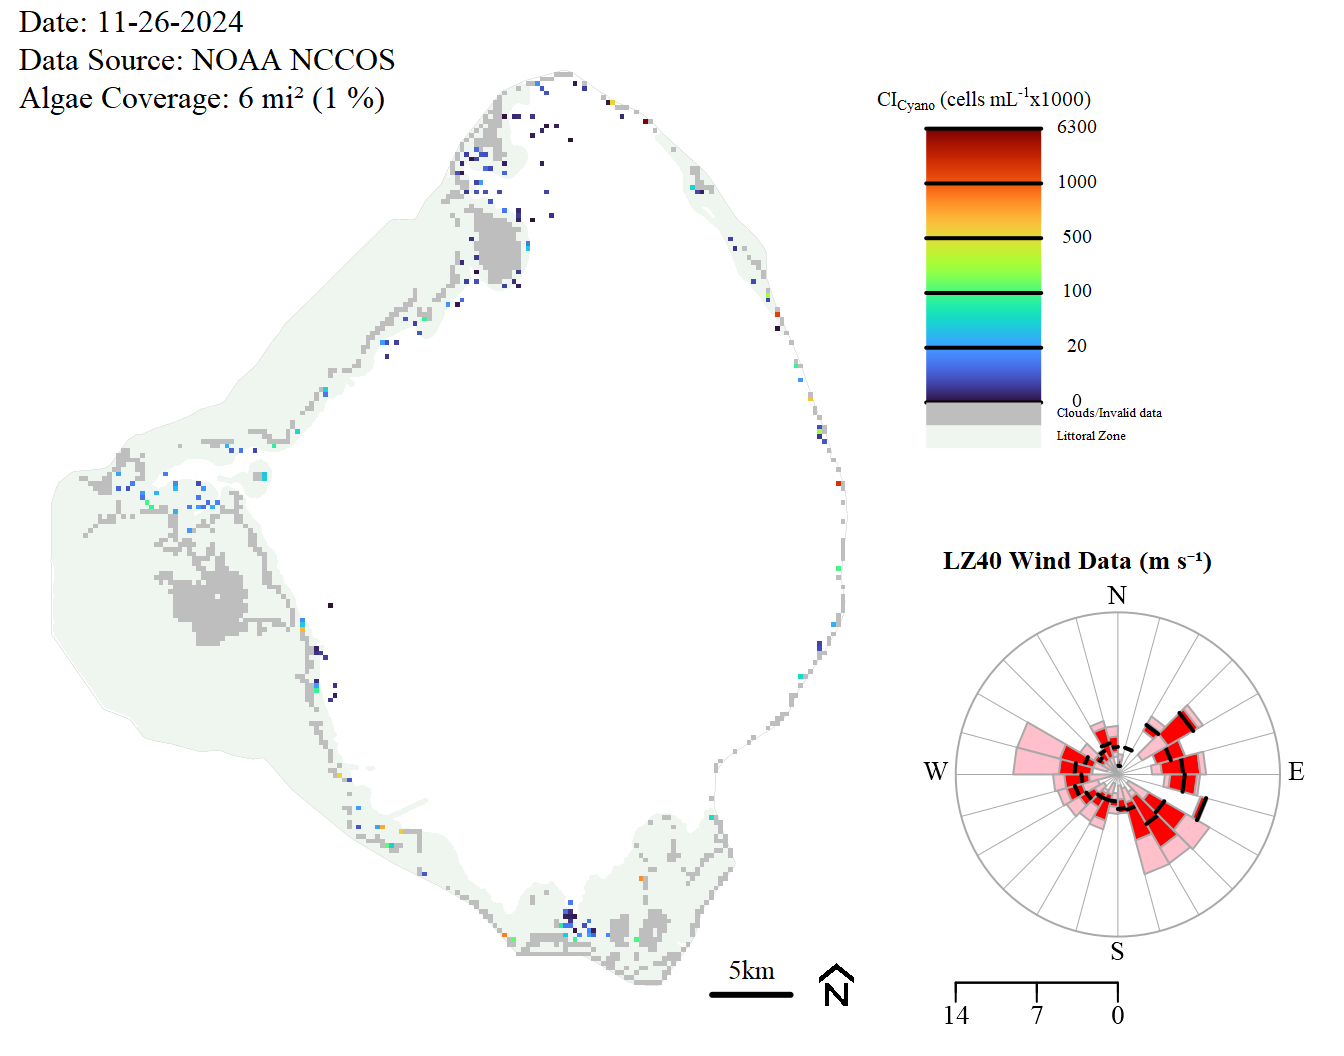 Date: 11-26-2024
Data Source: NOAA NCCOS
Algae Coverage: 6 mi² (1 %)
CICyano (cells mL-1x1000)
6300
1000
500
100
20
0
Clouds/Invalid data
Littoral Zone
LZ40 Wind Data (m s⁻¹)
N
W
E
S
5km
N
14 7 0